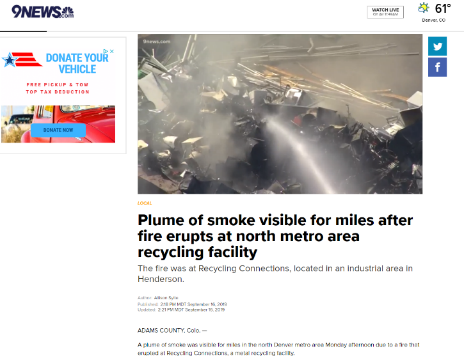 9NEWS.com
WATCH LIVE
61°
Denver, CO
9news.com
DONATE YOUR
VEHICLE
FREE PICKUP & TOW
TOP TAX DEDUCTION
DONATE NOW
LOCAL
Plume of smoke visible for miles after
fire erupts at north metro area
recycling facility
The fire was at Recycling Connections, located in an industrial area in
Henderson.
Author: Allison Sylte
Published: 2:10 PM MDT September 16, 2019
Updated: 2:21 PM MDT September 16, 2019
ADAMS COUNTY, Colo. —
A plume of smoke was visible for miles in the north Denver metro area Monday afternoon due to a fire that
erupted at Recycling Connections, a metal recycling facility.